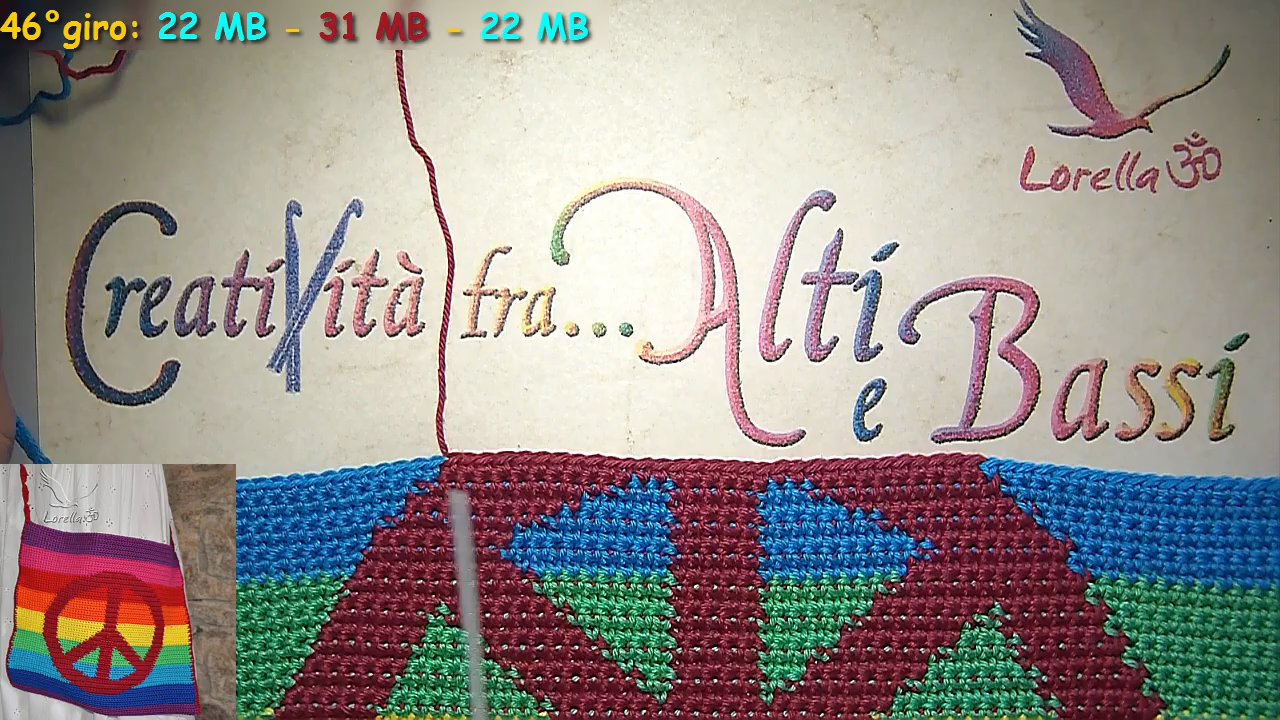 46°giro: 22 MB - 31 MB - 22 MB
Lorella ॐ
CreatiVità fra... Alti
e Bassi
Lorella ॐ